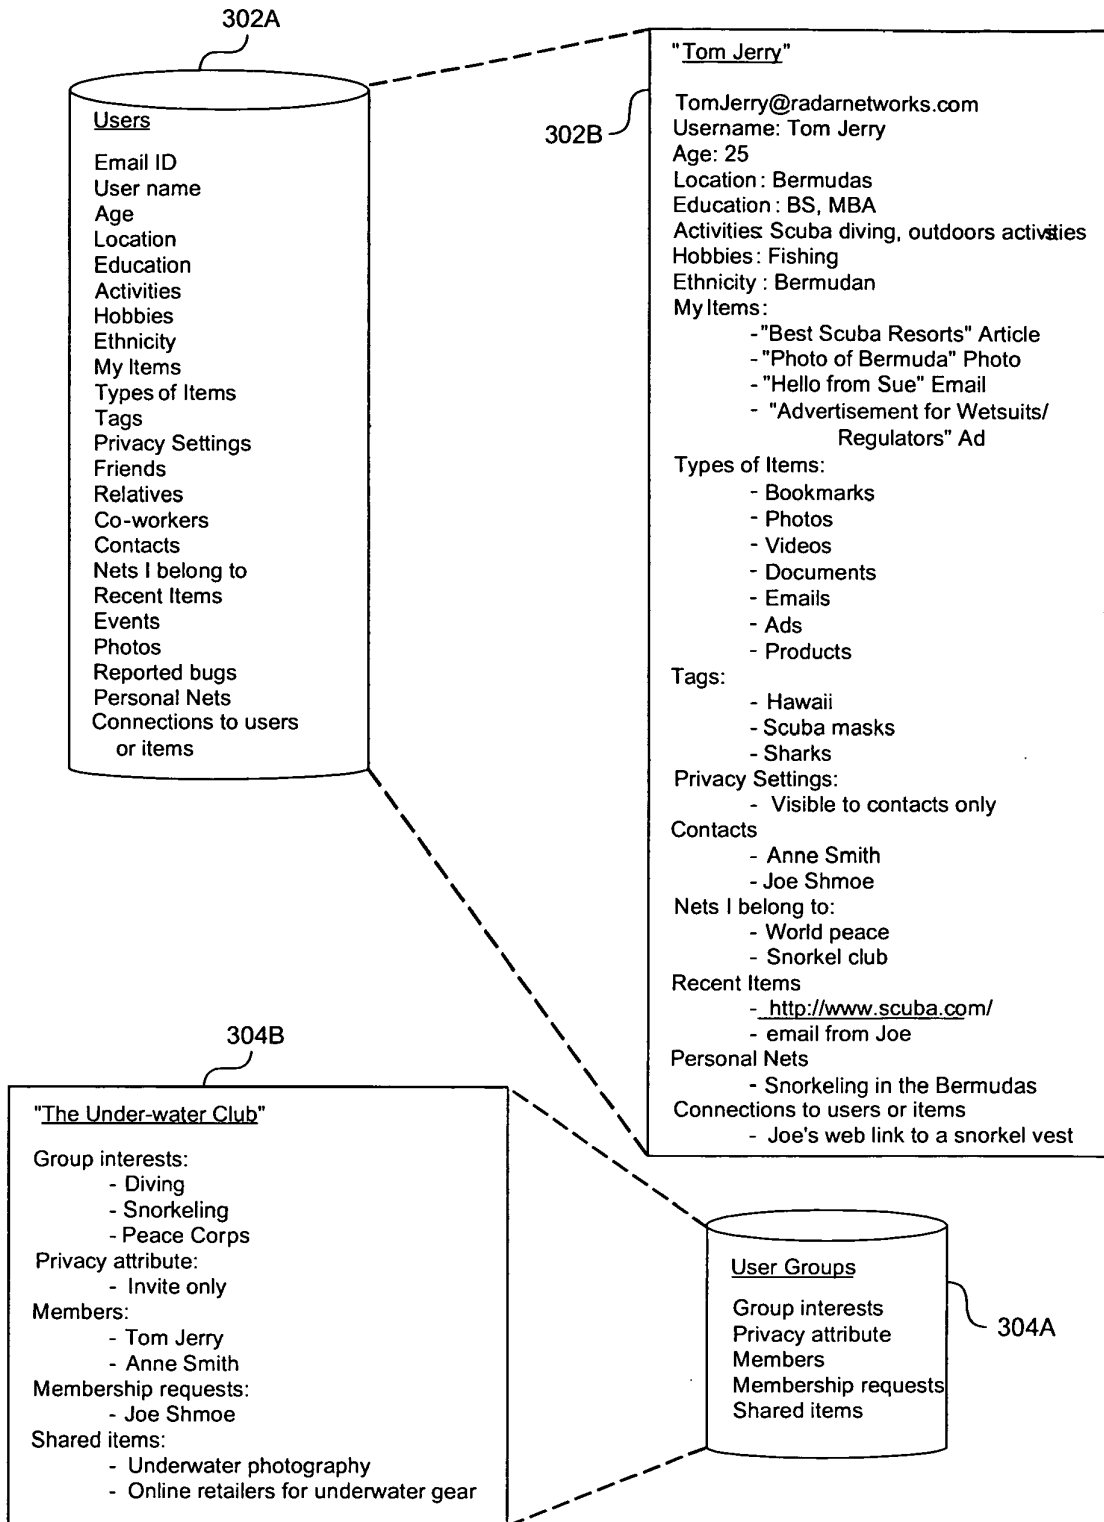 302A
Users
Email ID
User name
Age
Location
Education
Activities
Hobbies
Ethnicity
My Items
Types of Items
Tags
Privacy Settings
Friends
Relatives
Co-workers
Contacts
Nets I belong to
Recent Items
Events
Photos
Reported bugs
Personal Nets
Connections to users
or items
302B
"Tom Jerry"
TomJerry@radarnetworks.com
Username: Tom Jerry
Age: 25
Location: Bermudas
Education: BS, MBA
Activities: Scuba diving, outdoors activities
Hobbies: Fishing
Ethnicity: Bermudan
My Items:
- "Best Scuba Resorts" Article
- "Photo of Bermuda" Photo
- "Hello from Sue" Email
- "Advertisement for Wetsuits/
Regulators" Ad
Types of Items:
- Bookmarks
- Photos
- Videos
- Documents
- Emails
- Ads
- Products
Tags:
- Hawaii
- Scuba masks
- Sharks
Privacy Settings:
- Visible to contacts only
Contacts
- Anne Smith
- Joe Shmoe
Nets I belong to:
- World peace
- Snorkel club
Recent Items
- http://www.scuba.com/
- email from Joe
Personal Nets
- Snorkeling in the Bermudas
Connections to users or items
- Joe's web link to a snorkel vest
304B
"The Under-water Club"
Group interests:
- Diving
- Snorkeling
- Peace Corps
Privacy attribute:
- Invite only
Members:
- Tom Jerry
- Anne Smith
Membership requests:
- Joe Shmoe
Shared items:
- Underwater photography
- Online retailers for underwater gear
User Groups
Group interests
Privacy attribute
Members
Membership requests
Shared items
304A